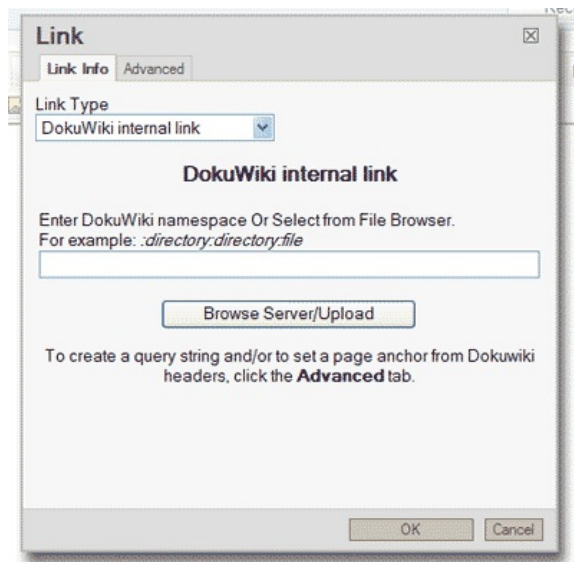 Link
Link Info Advanced
Link Type
DokuWiki internal link
DokuWiki internal link
Enter DokuWiki namespace Or Select from File Browser.
For example: :directory:directory:file
Browse Server/Upload
To create a query string and/or to set a page anchor from Dokuwiki
headers, click the Advanced tab.
OK Cancel